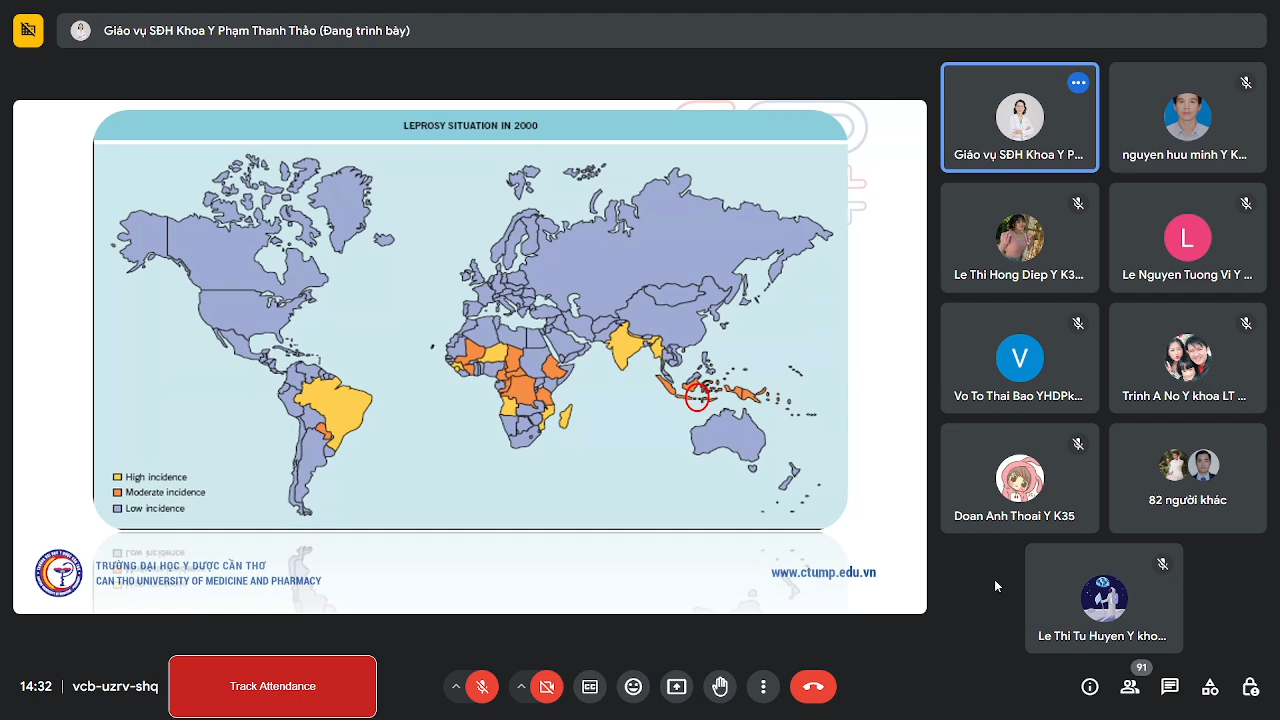 Giáo vụ SĐH Khoa Y Phạm Thanh Thảo (Đang trình bày)
LEPROSY SITUATION IN 2000
High incidence
Moderate incidence
Low incidence
Low incidence
TRƯỜNG ĐẠI HỌC Y DƯỢC CẦN THƠ
CAN THO UNIVERSITY OF MEDICINE AND PHARMACY
www.ctump.edu.vn
Giáo vụ SĐH Khoa Y P...
nguyen huu minh Y K...
Le Thi Hong Diep Y K3...
Le Nguyen Tuong Vi Y ...
V
L
Vo To Thai Bao YHDPk...
Trinh A No Y khoa LT ...
Doan Anh Thoai Y K35
82 người khác
Le Thi Tu Huyen Y kho...
14:32 | vcb-uzrv-shq
Track Attendance
91